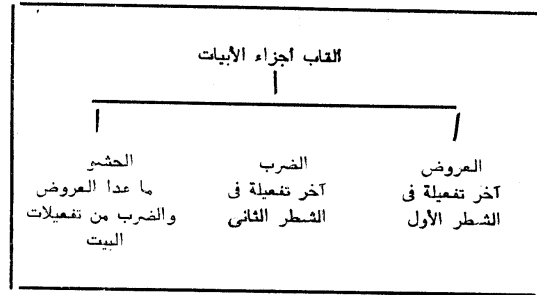 القاب أجزاء الأبيات
العروض
آخر تفعيلة فى
الشطر الأول
الضرب
آخر تفعيلة فى
الشطر الثانى
الحشو
ما عدا العروض
والضرب من تفعيلات
البيت